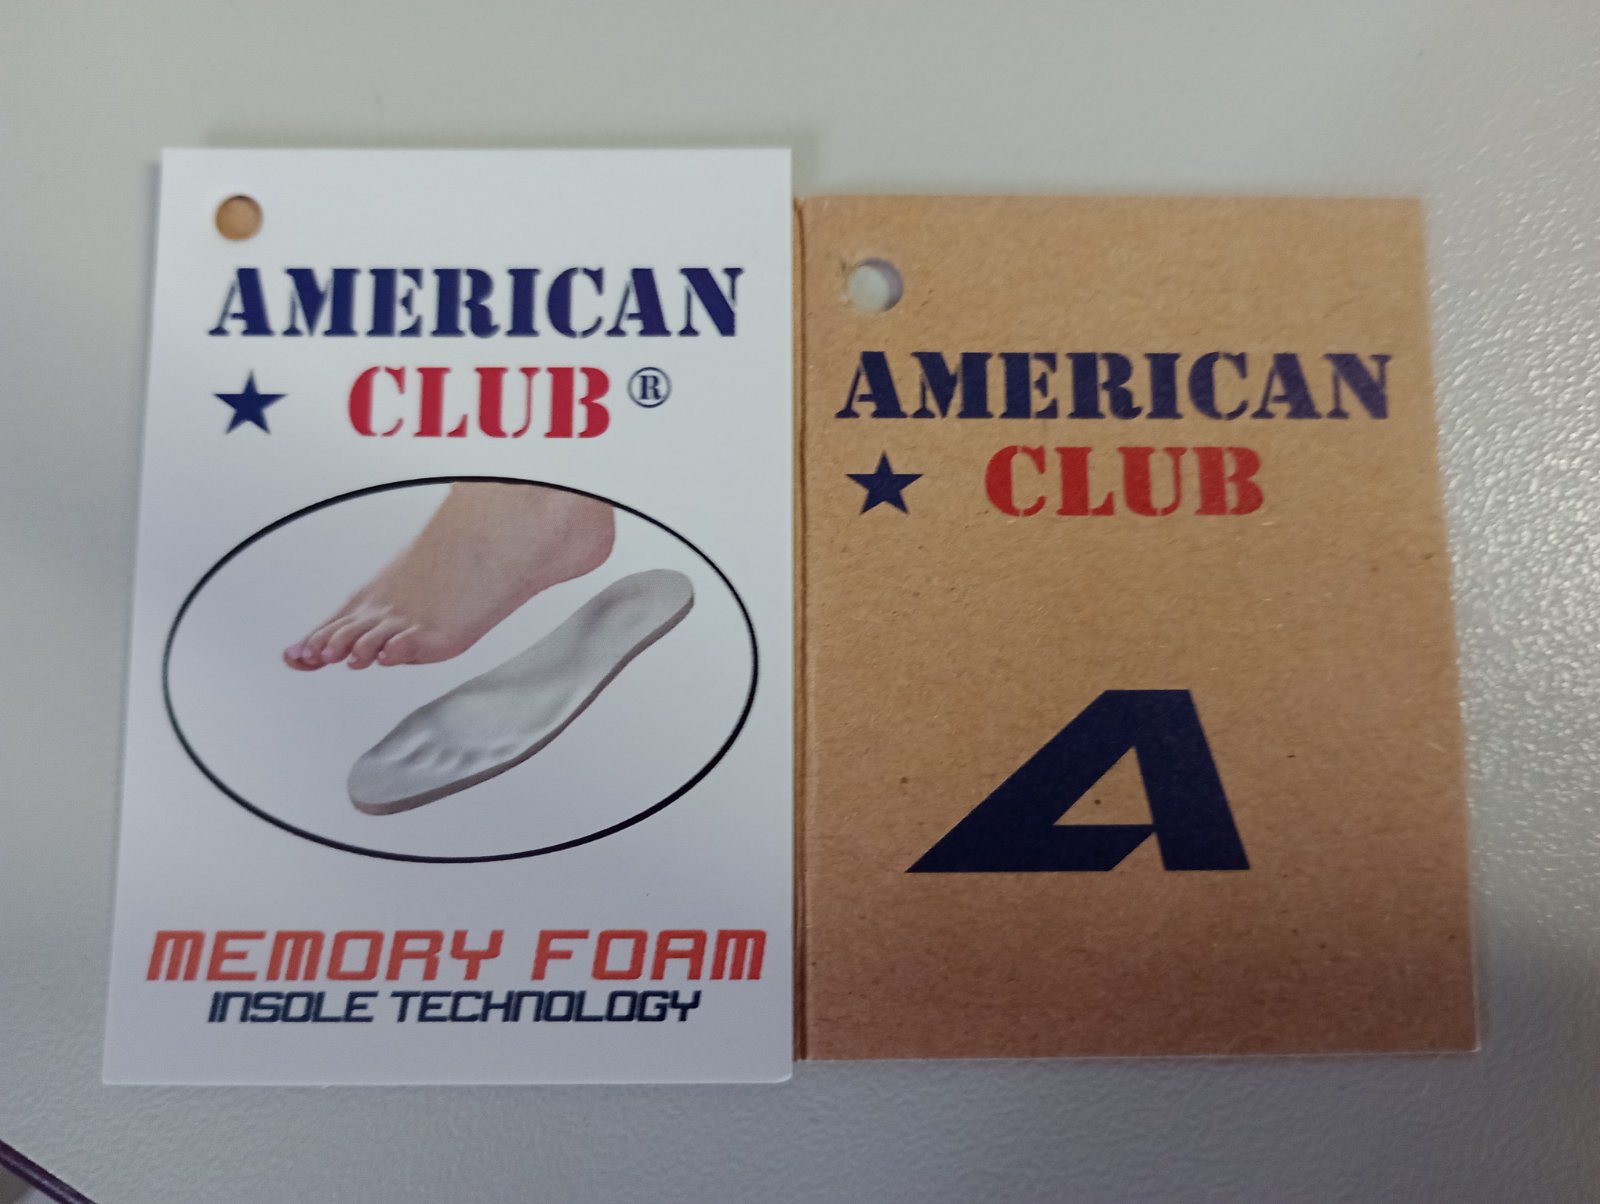 AMERICAN
★ CLUB®
MEMORY FOAM
INSOLE TECHNOLOGY
AMERICAN
★ CLUB
A